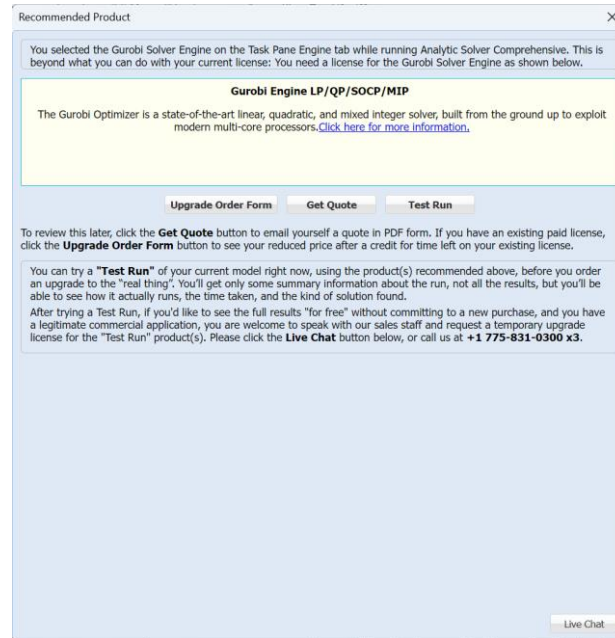 Recommended Product
You selected the Gurobi Solver Engine on the Task Pane Engine tab while running Analytic Solver Comprehensive. This is
beyond what you can do with your current license: You need a license for the Gurobi Solver Engine as shown below.
Gurobi Engine LP/QP/SOCP/MIP
The Gurobi Optimizer is a state-of-the-art linear, quadratic, and mixed integer solver, built from the ground up to exploit
modern multi-core processors.Click here for more information.
Upgrade Order Form Get Quote Test Run
To review this later, click the Get Quote button to email yourself a quote in PDF form. If you have an existing paid license,
click the Upgrade Order Form button to see your reduced price after a credit for time left on your existing license.
You can try a "Test Run" of your current model right now, using the product(s) recommended above, before you order
an upgrade to the "real thing". You'll get only some summary information about the run, not all the results, but you'll be
able to see how it actually runs, the time taken, and the kind of solution found.
After trying a Test Run, if you'd like to see the full results "for free" without committing to a new purchase, and you have
a legitimate commercial application, you are welcome to speak with our sales staff and request a temporary upgrade
license for the "Test Run" product(s). Please click the Live Chat button below, or call us at +1 775-831-0300 x3.
Live Chat